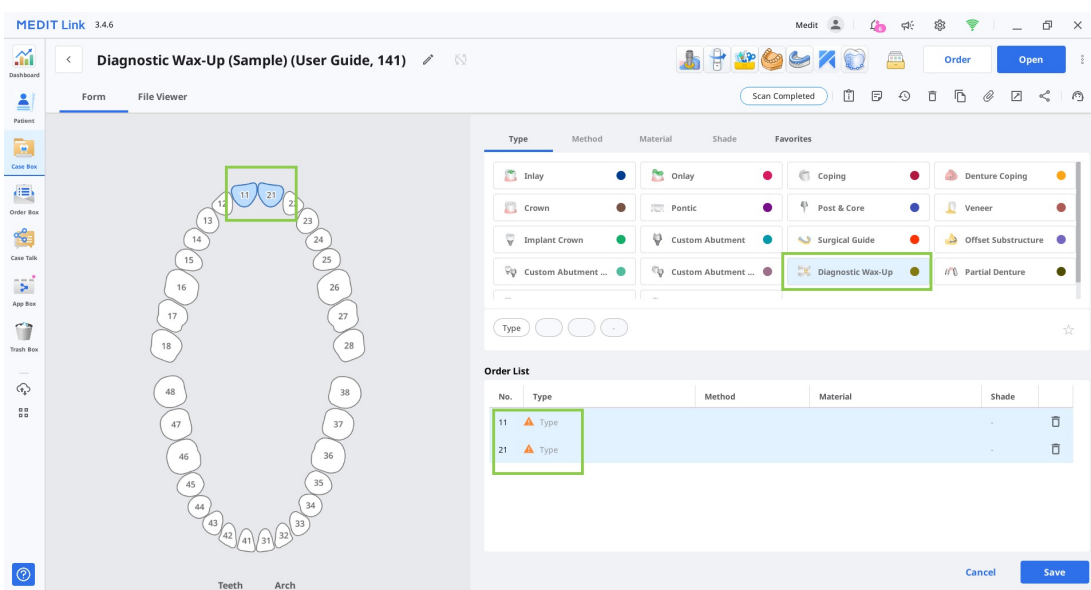 MEDIT Link 3.4.6
Medit
Dashboard
Patient
Case Box
Order Box
Case Talk
App Box
Trash Box
Diagnostic Wax-Up (Sample) (User Guide, 141)
Order
Open
Form File Viewer
Scan Completed
11 21
12 22
13 23
14 24
15 25
16 26
17 27
18 28
48 38
47 37
46 36
45 35
44 34
43 33
42 41 31 32
Teeth Arch
Type Method Material Shade Favorites
Inlay Onlay Coping Denture Coping
Crown Pontic Post & Core Veneer
Implant Crown Custom Abutment Surgical Guide Offset Substructure
Custom Abutment ... Custom Abutment ... Diagnostic Wax-Up Partial Denture
Type -
Order List
No. Type Method Material Shade
11 Type -
21 Type -
Cancel Save